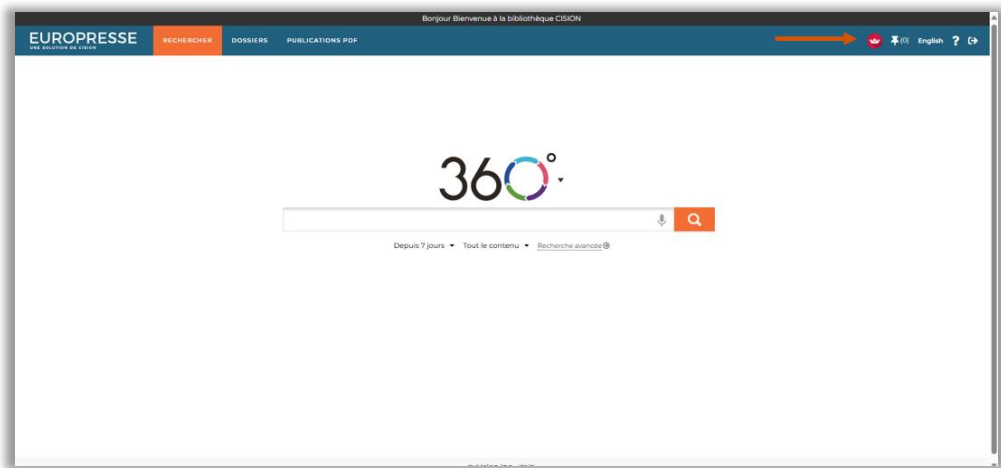 Bonjour Bienvenue à la bibliothèque CISION
EUROPRESSE RECHERCHER DOSSIERS PUBLICATIONS PDF (0) English ?
UNE SOLUTION DE CISION
360°
Depuis 7 jours Tout le contenu Recherche avancée